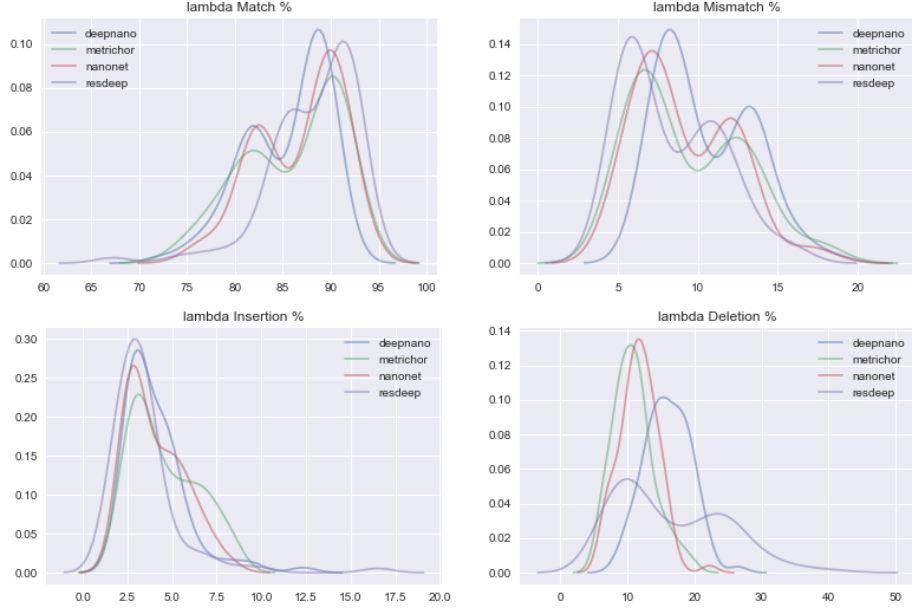 lambda Match %
deepnano
metrichor
nanonet
resdeep
0.10
0.08
0.06
0.04
0.02
0.00
60 65 70 75 80 85 90 95 100
lambda Mismatch %
deepnano
metrichor
nanonet
resdeep
0.14
0.12
0.10
0.08
0.06
0.04
0.02
0.00
0 5 10 15 20
lambda Insertion %
deepnano
metrichor
nanonet
resdeep
0.30
0.25
0.20
0.15
0.10
0.05
0.00
0.0 2.5 5.0 7.5 10.0 12.5 15.0 17.5 20.0
lambda Deletion %
deepnano
metrichor
nanonet
resdeep
0.14
0.12
0.10
0.08
0.06
0.04
0.02
0.00
0 10 20 30 40 50